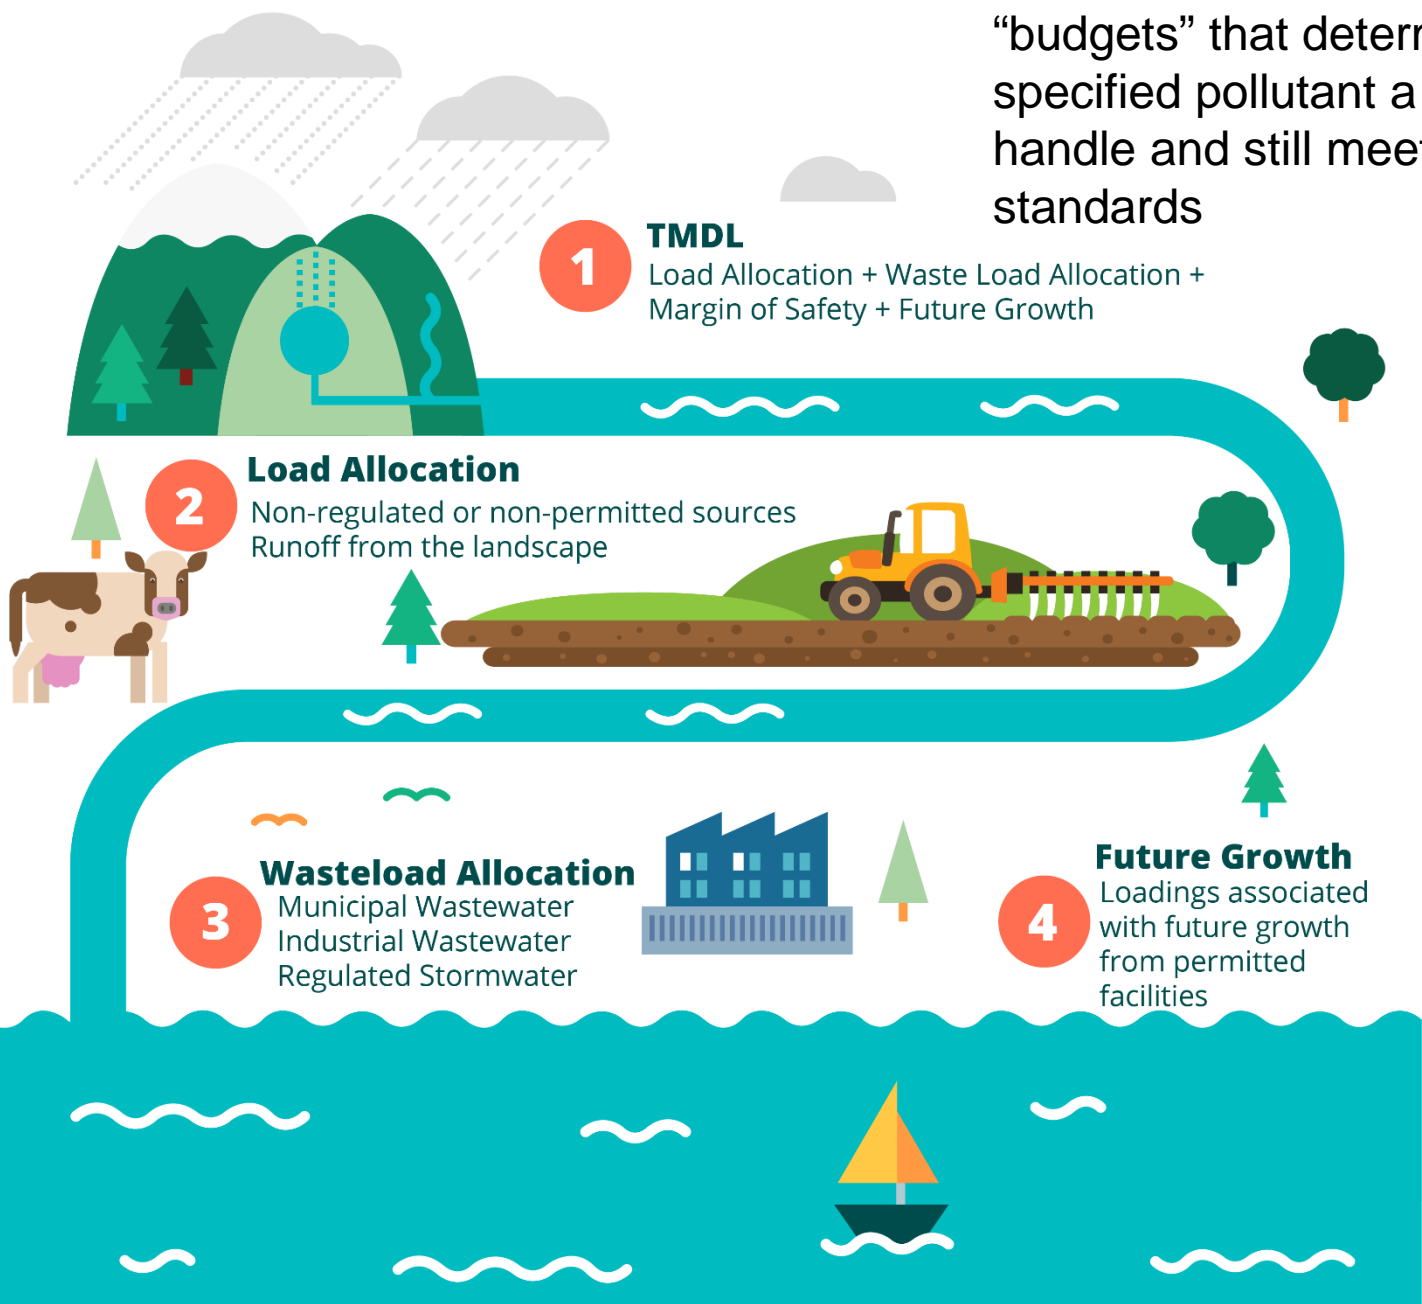 “budgets” that deter
specified pollutant a
handle and still meet
standards
1
TMDL
Load Allocation + Waste Load Allocation +
Margin of Safety + Future Growth
2
Load Allocation
Non-regulated or non-permitted sources
Runoff from the landscape
3
Wasteload Allocation
Municipal Wastewater
Industrial Wastewater
Regulated Stormwater
4
Future Growth
Loadings associated
with future growth
from permitted
facilities